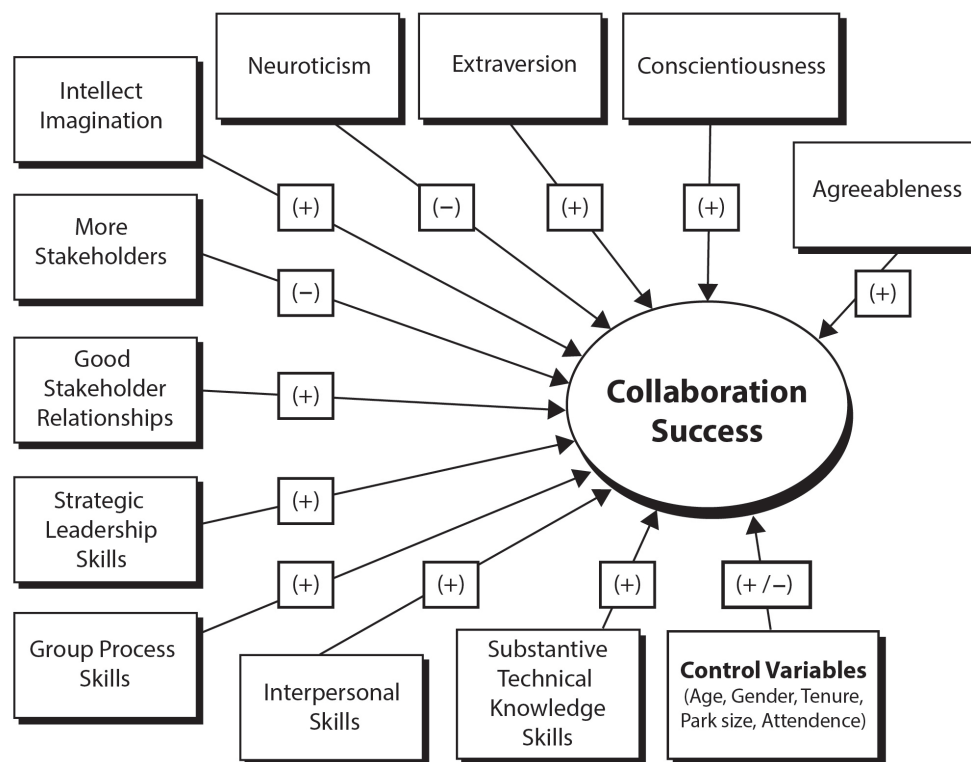 Neuroticism
Extraversion
Conscientiousness
Intellect
Imagination
Agreeableness
(+)
(−)
(+)
(+)
More
Stakeholders
(−)
(+)
Good
Stakeholder
Relationships
(+)
Collaboration
Success
Strategic
Leadership
Skills
(+)
Group Process
Skills
(+)
(+)
(+)
(+ /−)
Interpersonal
Skills
Substantive
Technical
Knowledge
Skills
Control Variables
(Age, Gender, Tenure,
Park size, Attendence)